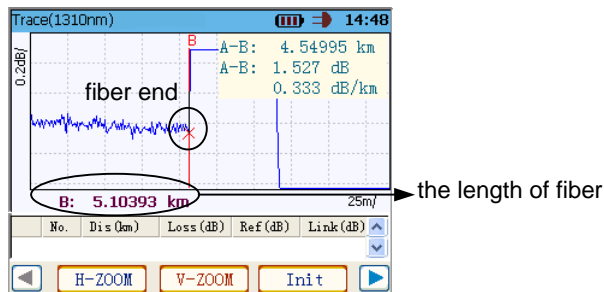 Trace(1310nm) 14:48
0.2dB/
B
A-B: 4.54995 km
A-B: 1.527 dB
0.333 dB/km
fiber end
B: 5.10393 km
25m/
the length of fiber
No. Dis(km) Loss(dB) Ref(dB) Link(dB)
H-ZOOM V-ZOOM Init